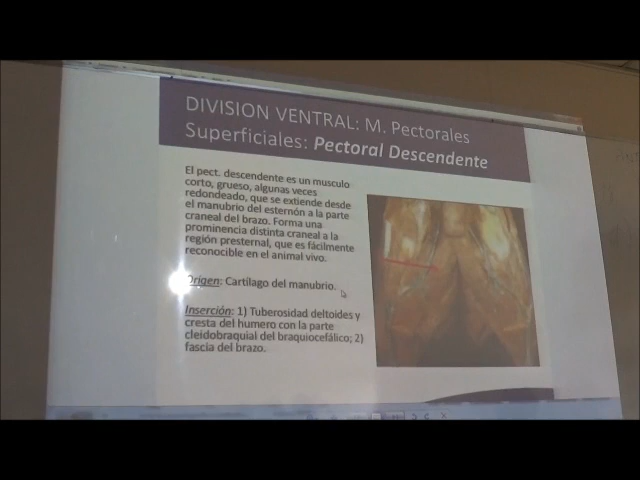 DIVISION VENTRAL: M. Pectorales
Superficiales: Pectoral Descendente
El pect. descendente es un musculo
corto, grueso, algunas veces
redondeado, que se extiende desde
el manubrio del esternón a la parte
craneal del brazo. Forma una
prominencia distinta craneal a la
región presternal, que es fácilmente
reconocible en el animal vivo.
Origen: Cartílago del manubrio.
Inserción: 1) Tuberosidad deltoides y
cresta del humero con la parte
cleidobraquial del braquiocefálico; 2)
fascia del brazo.